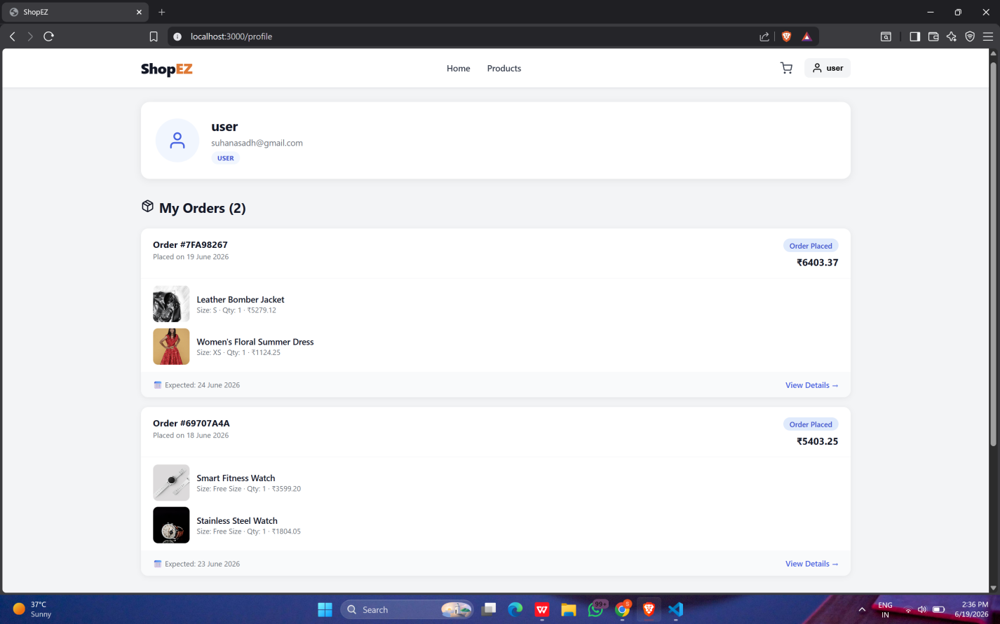 ShopEZ
localhost:3000/profile
ShopEZ
Home
Products
user
user
suhanasadh@gmail.com
USER
My Orders (2)
Order #7FA98267
Order Placed
Placed on 19 June 2026
₹6403.37
Leather Bomber Jacket
Size: S · Qty: 1 · ₹5279.12
Women's Floral Summer Dress
Size: XS · Qty: 1 · ₹1124.25
Expected: 24 June 2026
View Details →
Order #69707A4A
Order Placed
Placed on 18 June 2026
₹5403.25
Smart Fitness Watch
Size: Free Size · Qty: 1 · ₹3599.20
Stainless Steel Watch
Size: Free Size · Qty: 1 · ₹1804.05
Expected: 23 June 2026
View Details →
37°C
Sunny
Search
99+
ENG
IN
2:36 PM
6/19/2026